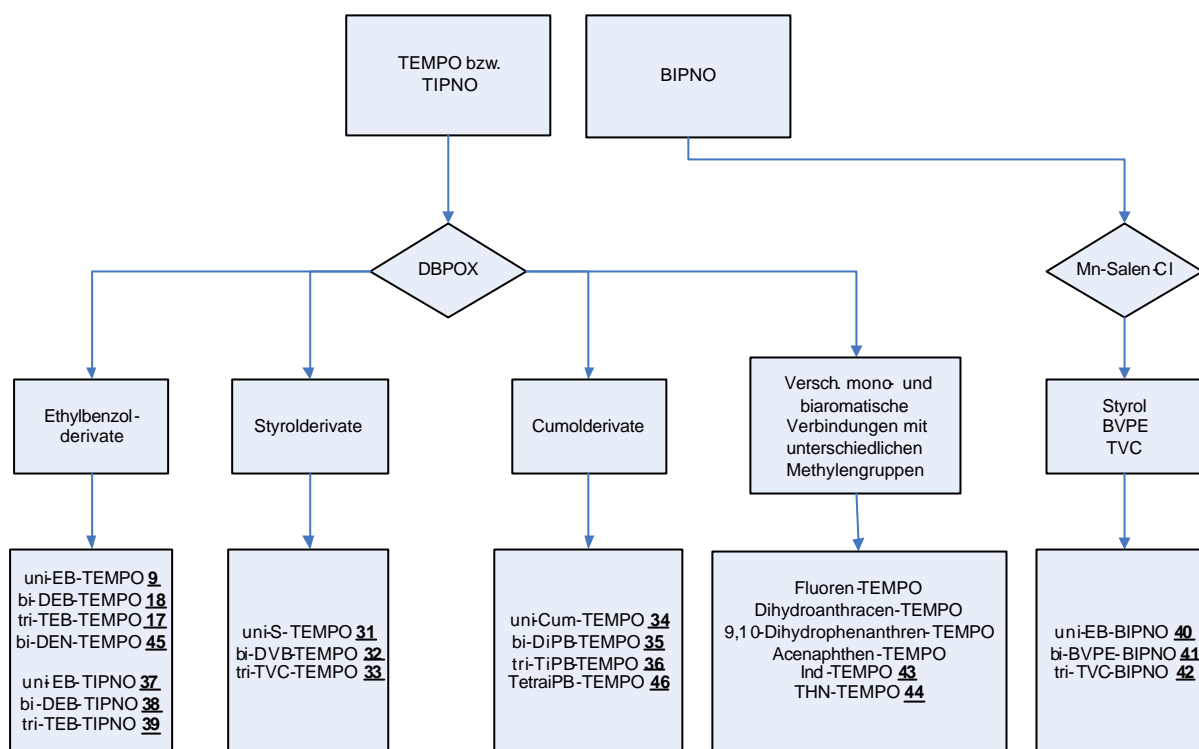 TEMPO bzw.
TIPNO
BIPNO
DBPOX
Mn-Salen-Cl
Ethylbenzol-
derivate
Styrolderivate
Cumolderivate
Versch. mono- und
biaromatische
Verbindungen mit
unterschiedlichen
Methylengruppen
Styrol
BVPE
TVC
uni-EB-TEMPO 9
bi-DEB-TEMPO 18
tri-TEB-TEMPO 17
bi-DEN-TEMPO 45
uni-EB-TIPNO 37
bi-DEB-TIPNO 38
tri-TEB-TIPNO 39
uni-S-TEMPO 31
bi-DVB-TEMPO 32
tri-TVC-TEMPO 33
uni-Cum-TEMPO 34
bi-DiPB-TEMPO 35
tri-TiPB-TEMPO 36
TetraiPB-TEMPO 46
Fluoren-TEMPO
Dihydroanthracen-TEMPO
9,10-Dihydrophenanthren-TEMPO
Acenaphthen-TEMPO
Ind-TEMPO 43
THN-TEMPO 44
uni-EB-BIPNO 40
bi-BVPE-BIPNO 41
tri-TVC-BIPNO 42